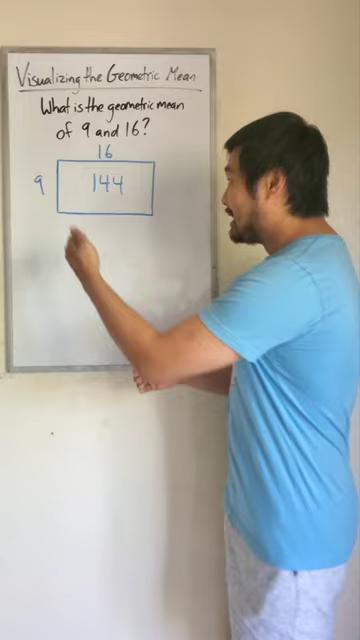 Visualizing the Geometric Mean
What is the geometric mean
of 9 and 16?
16
9 144